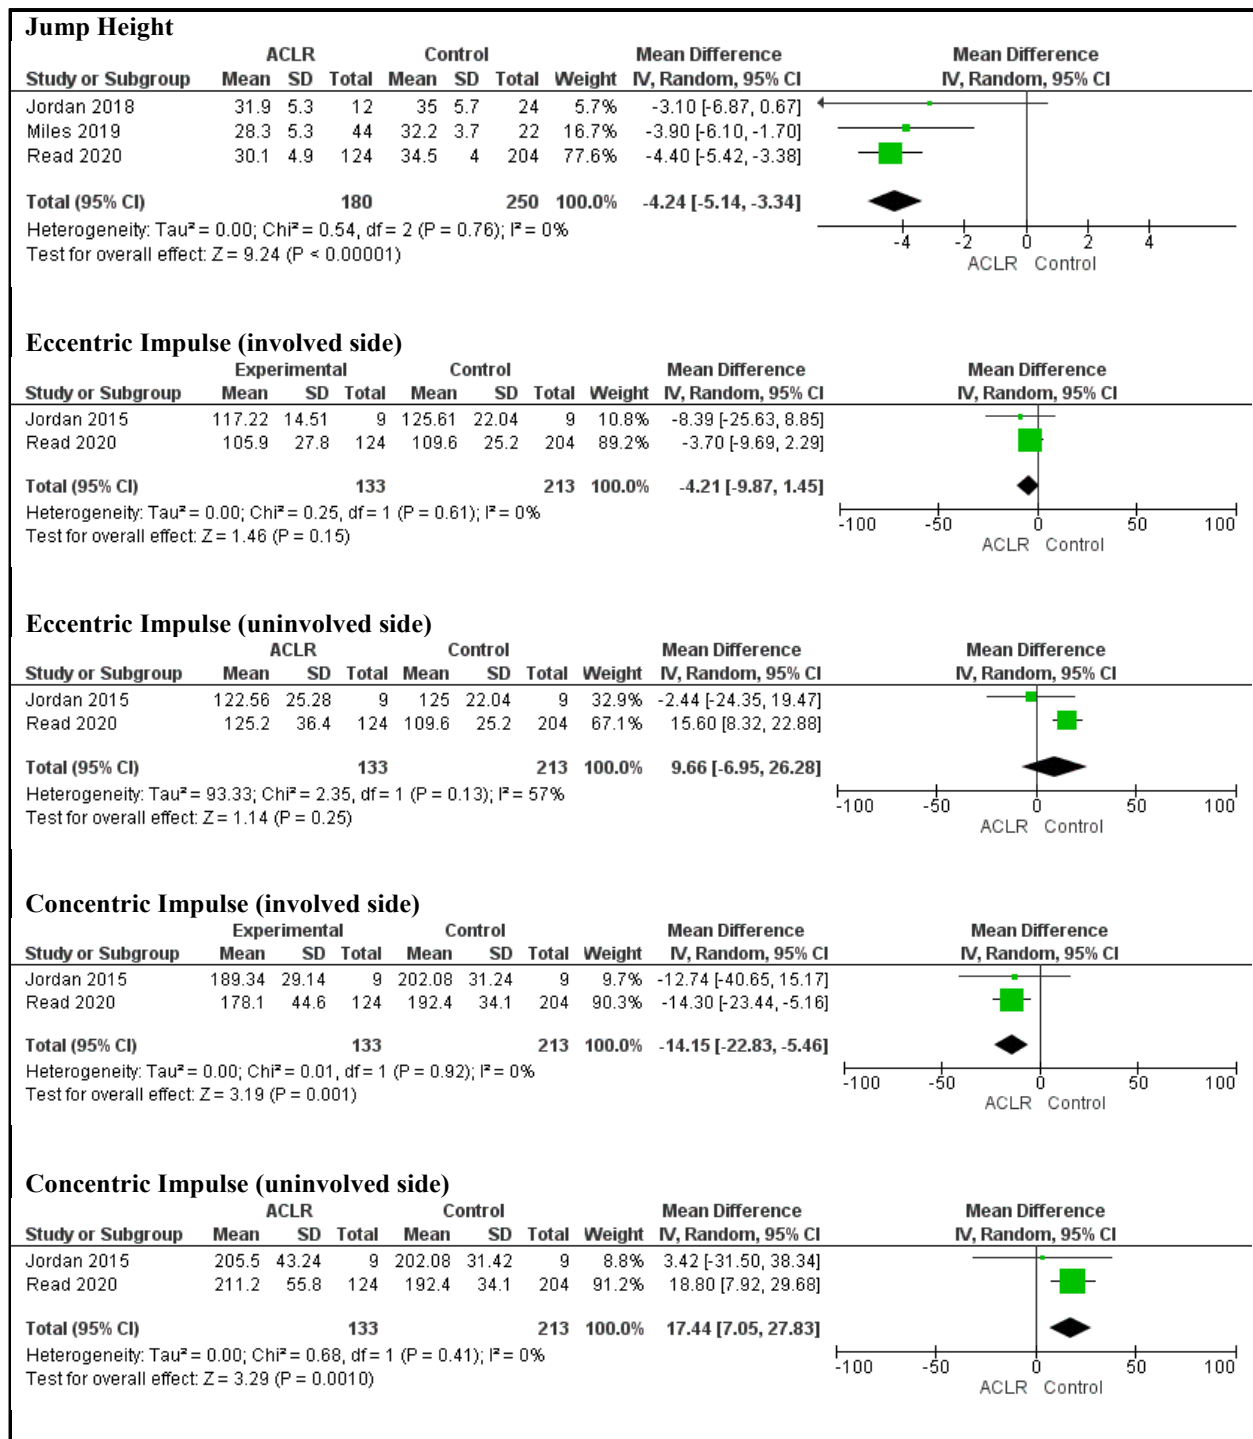 Jump Height
ACLR Control Mean Difference Mean Difference
Study or Subgroup Mean SD Total Mean SD Total Weight IV, Random, 95% CI IV, Random, 95% CI
Jordan 2018 31.9 5.3 12 35 5.7 24 5.7% -3.10 [-6.87, 0.67]
Miles 2019 28.3 5.3 44 32.2 3.7 22 16.7% -3.90 [-6.10, -1.70]
Read 2020 30.1 4.9 124 34.5 4 204 77.6% -4.40 [-5.42, -3.38]
Total (95% CI) 180 250 100.0% -4.24 [-5.14, -3.34]
Heterogeneity: Tau² = 0.00; Chi² = 0.54, df = 2 (P = 0.76); I² = 0%
Test for overall effect: Z = 9.24 (P < 0.00001)
-4 -2 0 2 4
ACLR Control
Eccentric Impulse (involved side)
Experimental Control Mean Difference Mean Difference
Study or Subgroup Mean SD Total Mean SD Total Weight IV, Random, 95% CI IV, Random, 95% CI
Jordan 2015 117.22 14.51 9 125.61 22.04 9 10.8% -8.39 [-25.63, 8.85]
Read 2020 105.9 27.8 124 109.6 25.2 204 89.2% -3.70 [-9.69, 2.29]
Total (95% CI) 133 213 100.0% -4.21 [-9.87, 1.45]
Heterogeneity: Tau² = 0.00; Chi² = 0.25, df = 1 (P = 0.61); I² = 0%
Test for overall effect: Z = 1.46 (P = 0.15)
-100 -50 0 50 100
ACLR Control
Eccentric Impulse (uninvolved side)
ACLR Control Mean Difference Mean Difference
Study or Subgroup Mean SD Total Mean SD Total Weight IV, Random, 95% CI IV, Random, 95% CI
Jordan 2015 122.56 25.28 9 125 22.04 9 32.9% -2.44 [-24.35, 19.47]
Read 2020 125.2 36.4 124 109.6 25.2 204 67.1% 15.60 [8.32, 22.88]
Total (95% CI) 133 213 100.0% 9.66 [-6.95, 26.28]
Heterogeneity: Tau² = 93.33; Chi² = 2.35, df = 1 (P = 0.13); I² = 57%
Test for overall effect: Z = 1.14 (P = 0.25)
-100 -50 0 50 100
ACLR Control
Concentric Impulse (involved side)
Experimental Control Mean Difference Mean Difference
Study or Subgroup Mean SD Total Mean SD Total Weight IV, Random, 95% CI IV, Random, 95% CI
Jordan 2015 189.34 29.14 9 202.08 31.24 9 9.7% -12.74 [-40.65, 15.17]
Read 2020 178.1 44.6 124 192.4 34.1 204 90.3% -14.30 [-23.44, -5.16]
Total (95% CI) 133 213 100.0% -14.15 [-22.83, -5.46]
Heterogeneity: Tau² = 0.00; Chi² = 0.01, df = 1 (P = 0.92); I² = 0%
Test for overall effect: Z = 3.19 (P = 0.001)
-100 -50 0 50 100
ACLR Control
Concentric Impulse (uninvolved side)
ACLR Control Mean Difference Mean Difference
Study or Subgroup Mean SD Total Mean SD Total Weight IV, Random, 95% CI IV, Random, 95% CI
Jordan 2015 205.5 43.24 9 202.08 31.42 9 8.8% 3.42 [-31.50, 38.34]
Read 2020 211.2 55.8 124 192.4 34.1 204 91.2% 18.80 [7.92, 29.68]
Total (95% CI) 133 213 100.0% 17.44 [7.05, 27.83]
Heterogeneity: Tau² = 0.00; Chi² = 0.68, df = 1 (P = 0.41); I² = 0%
Test for overall effect: Z = 3.29 (P = 0.0010)
-100 -50 0 50 100
ACLR Control